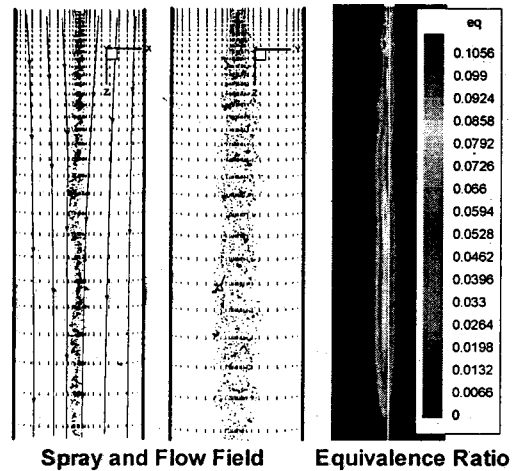 eq
0.1056
0.099
0.0924
0.0858
0.0792
0.0726
0.066
0.0594
0.0528
0.0462
0.0396
0.033
0.0264
0.0198
0.0132
0.0066
0
X
Z
Y
Z
Spray and Flow Field
Equivalence Ratio